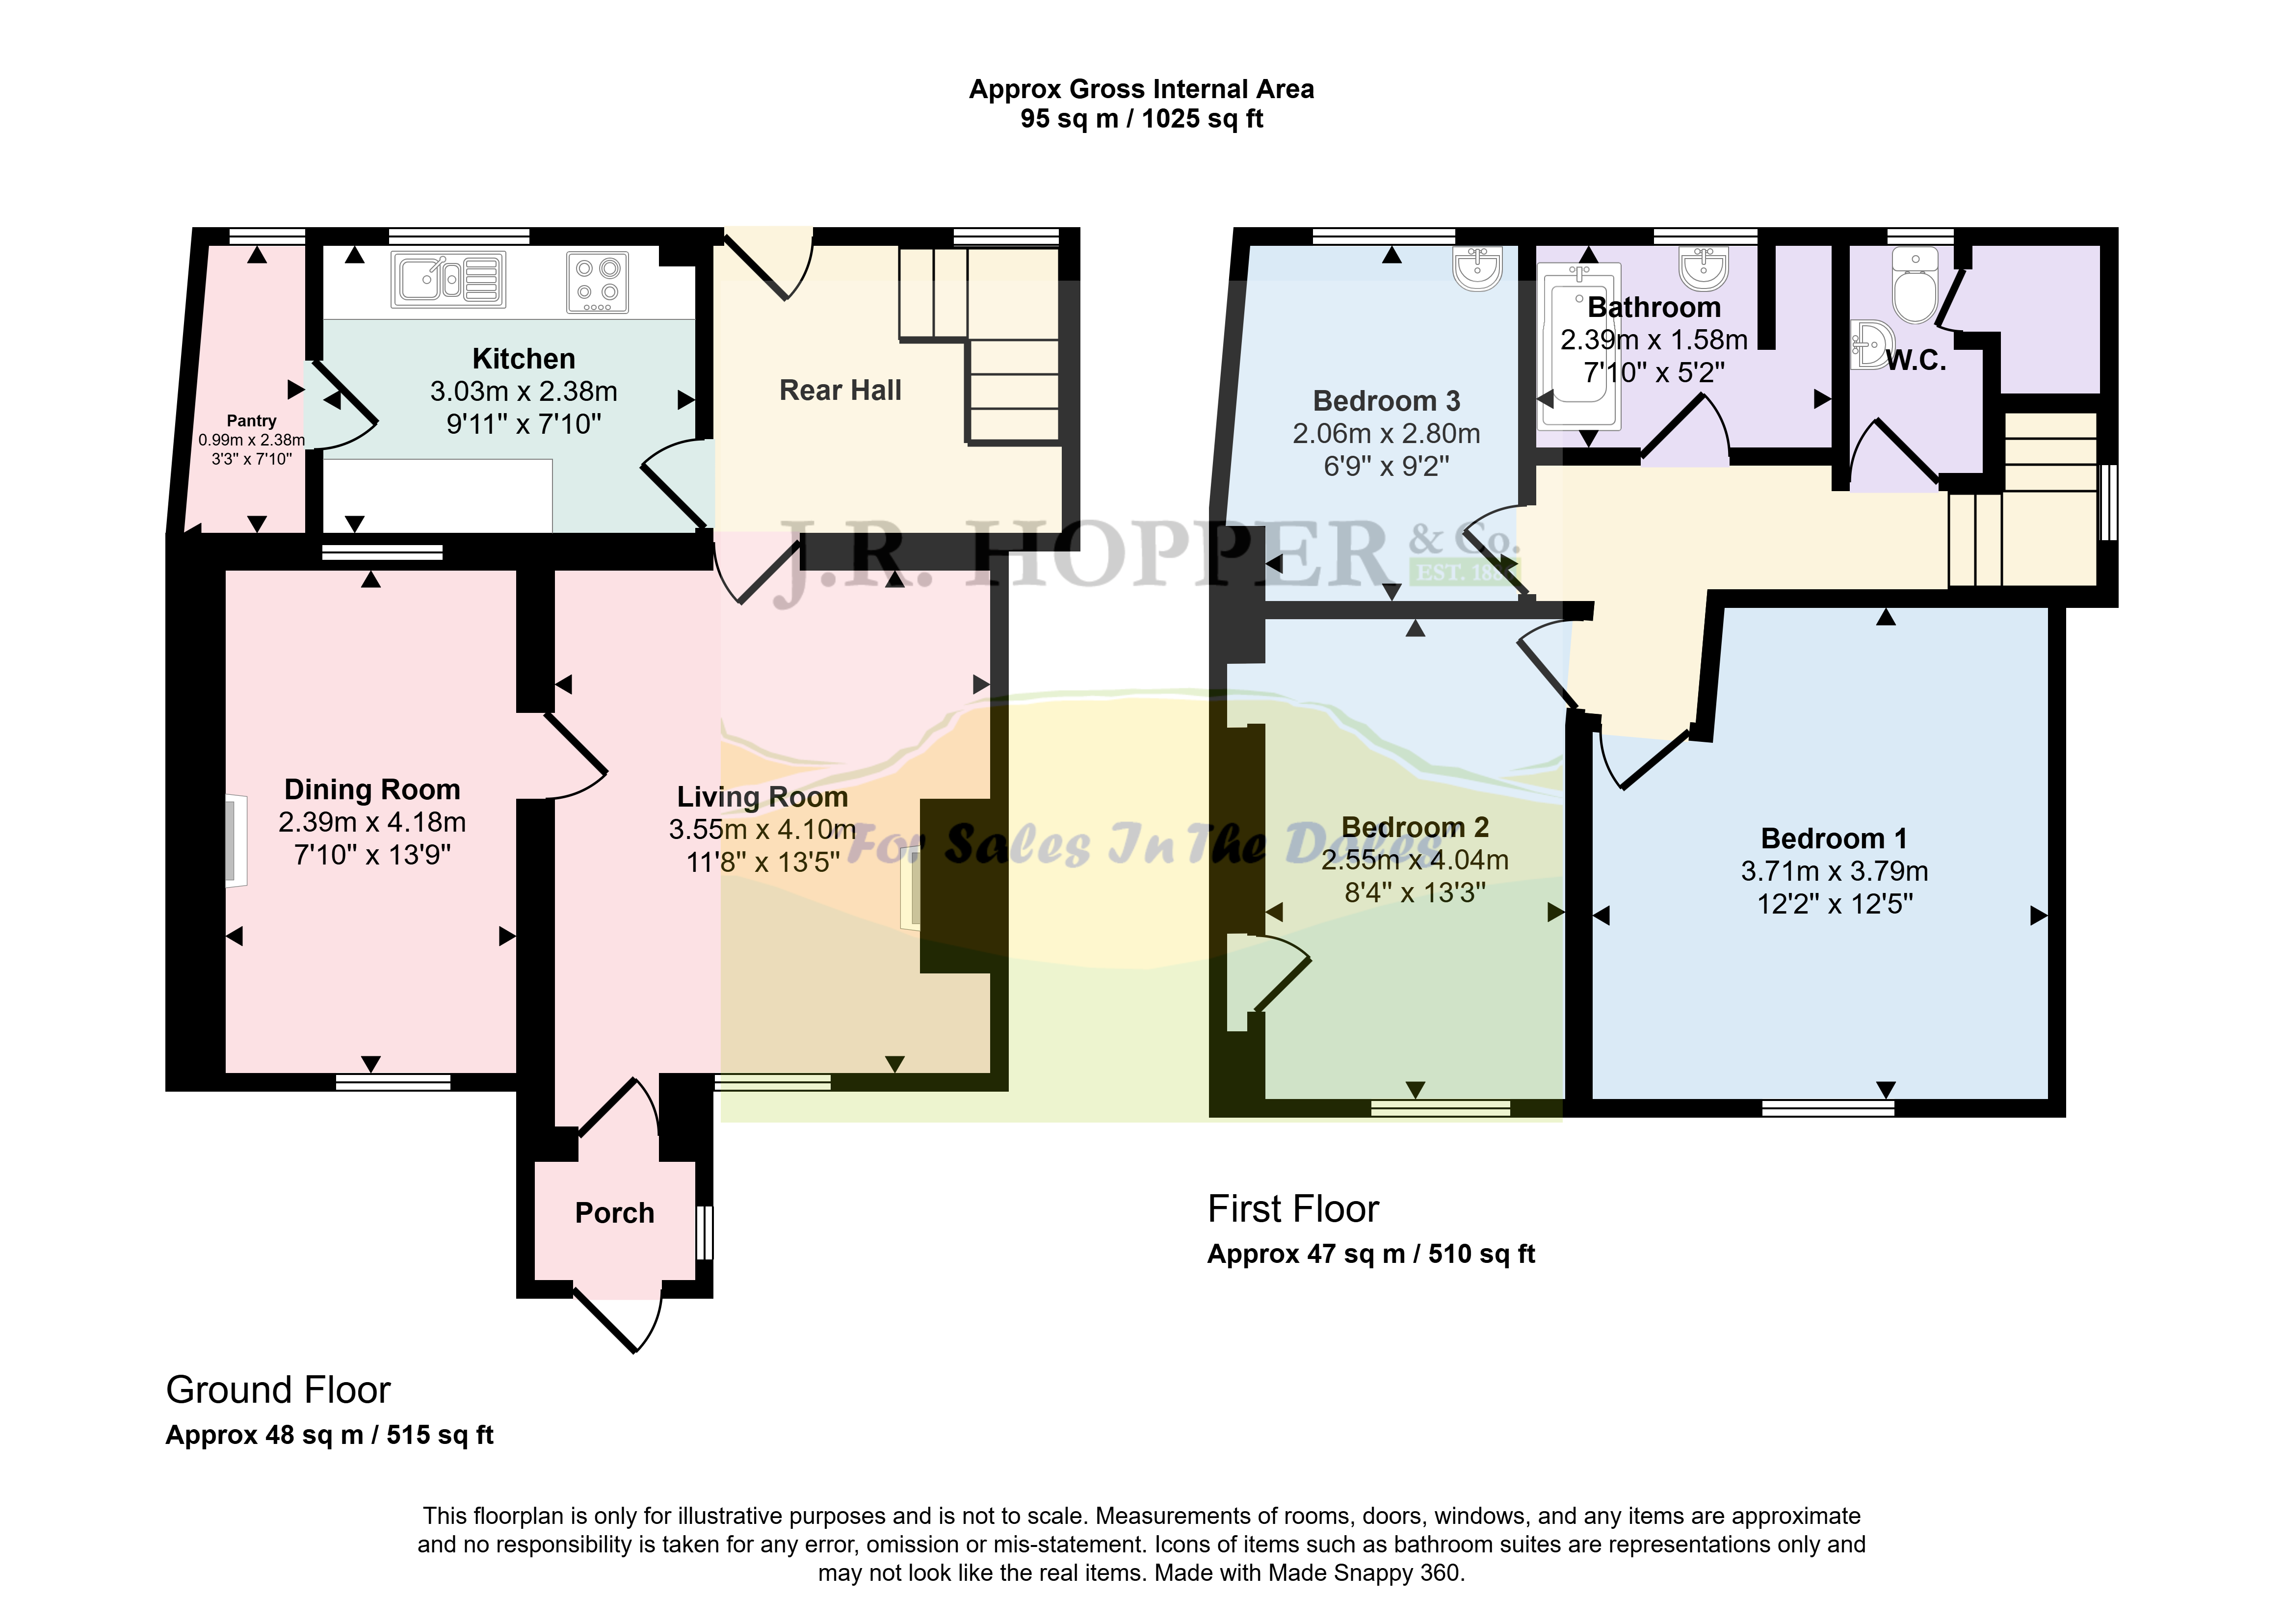 Approx Gross Internal Area
95 sq m / 1025 sq ft
Kitchen
3.03m x 2.38m
9'11" x 7'10"
Pantry
0.99m x 2.38m
3'3" x 7'10"
Rear Hall
Dining Room
2.39m x 4.18m
7'10" x 13'9"
Living Room
3.55m x 4.10m
11'8" x 13'5"
Porch
Ground Floor
Approx 48 sq m / 515 sq ft
Bedroom 3
2.06m x 2.80m
6'9" x 9'2"
Bathroom
2.39m x 1.58m
7'10" x 5'2"
W.C.
Bedroom 2
2.55m x 4.04m
8'4" x 13'3"
Bedroom 1
3.71m x 3.79m
12'2" x 12'5"
First Floor
Approx 47 sq m / 510 sq ft
J.R. HOPPER & Co.
EST.
"For Sales In The Dales"
This floorplan is only for illustrative purposes and is not to scale. Measurements of rooms, doors, windows, and any items are approximate
and no responsibility is taken for any error, omission or mis-statement. Icons of items such as bathroom suites are representations only and
may not look like the real items. Made with Made Snappy 360.